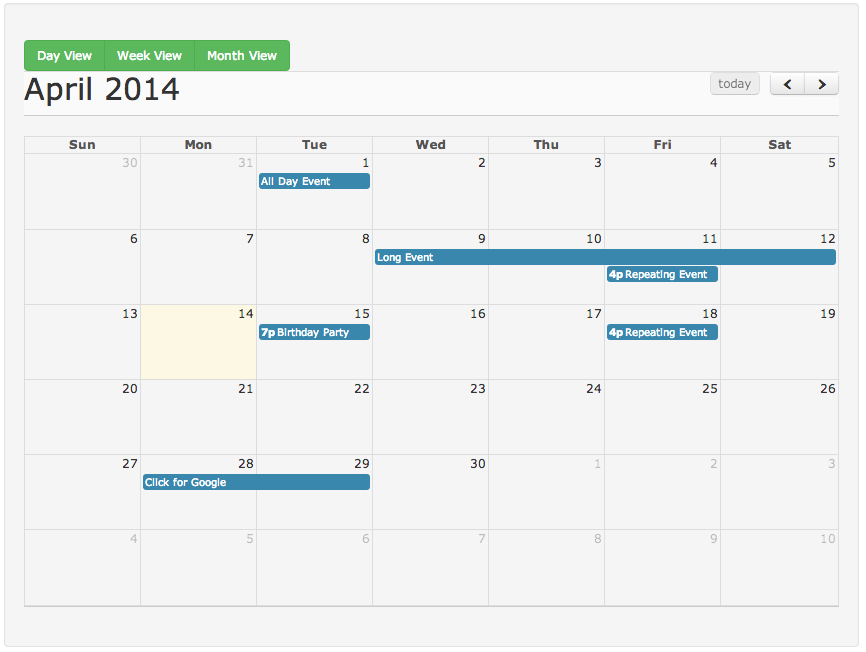 Day View Week View Month View
April 2014
today
Sun Mon Tue Wed Thu Fri Sat
30 31 1 2 3 4 5
All Day Event
6 7 8 9 10 11 12
Long Event
4p Repeating Event
13 14 15 16 17 18 19
7p Birthday Party 4p Repeating Event
20 21 22 23 24 25 26
27 28 29 30 1 2 3
Click for Google
4 5 6 7 8 9 10